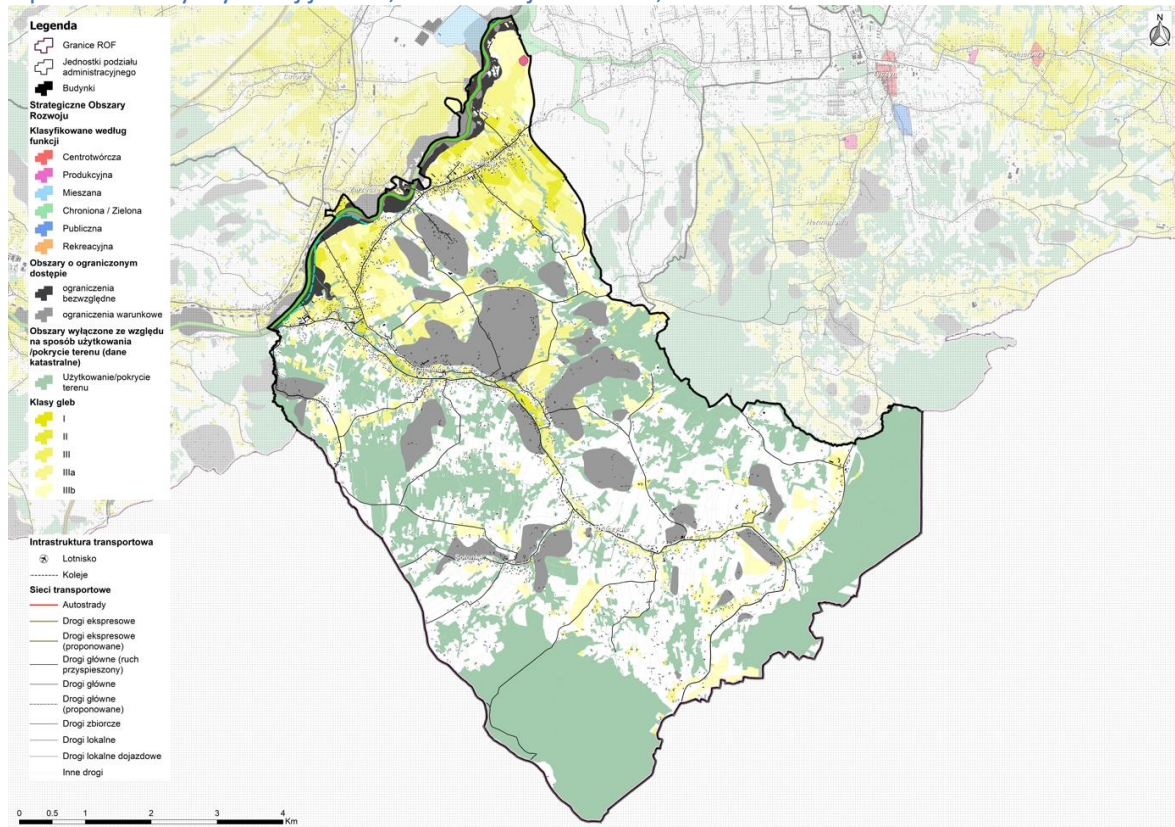 Legenda
Granice ROF
Jednostki podziału
administracyjnego
Budynki
Strategiczne Obszary
Rozwoju
Klasyfikowane według
funkcji
Centrotwórcza
Produkcyjna
Mieszana
Chroniona / Zielona
Publiczna
Rekreacyjna
Obszary o ograniczonym
dostępie
ograniczenia
bezwzględne
ograniczenia warunkowe
Obszary wyłączone ze względu
na sposób użytkowania
/pokrycie terenu (dane
katastralne)
Użytkowanie/pokrycie
terenu
Klasy gleb
I
II
III
IIIa
IIIb
Intrastruktura transportowa
Lotnisko
Koleje
Sieci transportowe
Autostrady
Drogi ekspresowe
Drogi ekspresowe
(proponowane)
Drogi główne (ruch
przyspieszony)
Drogi główne
Drogi główne
(proponowane)
Drogi zbiorcze
Drogi lokalne
Drogi lokalne dojazdowe
Inne drogi
0 0.5 1 2 3 4
Km
N